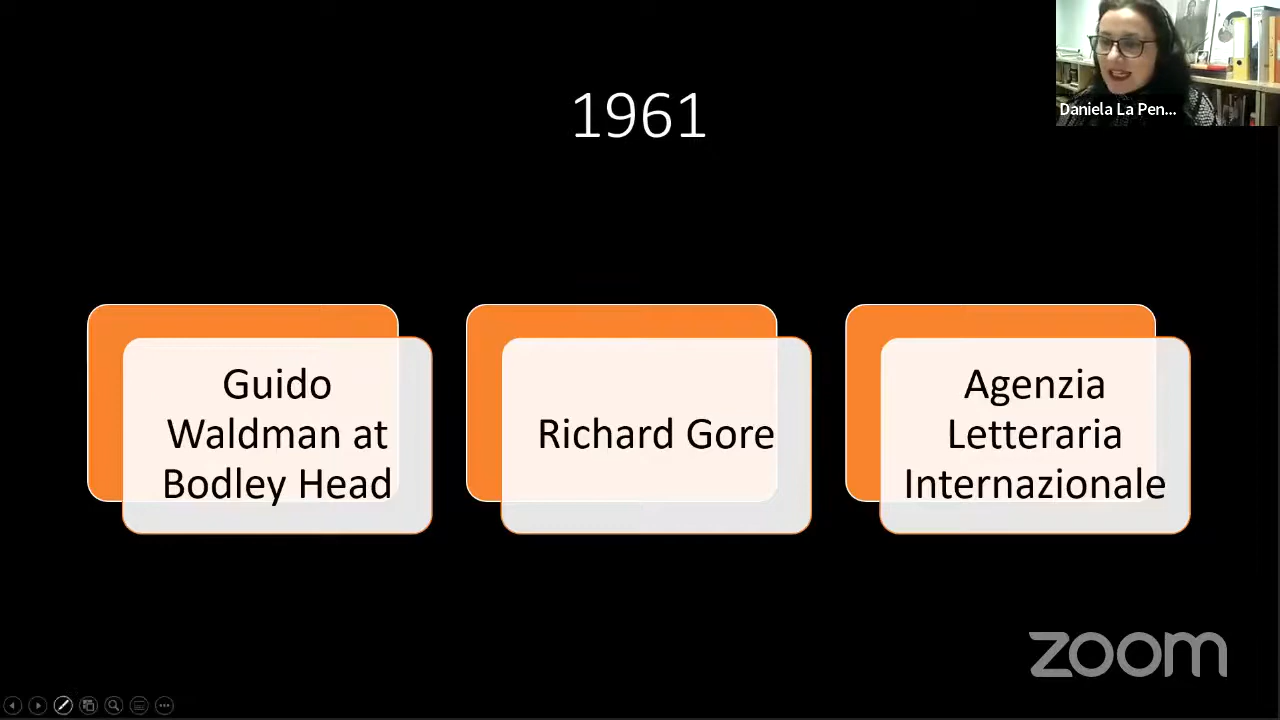 1961
Daniela La Pen...
Guido
Waldman at
Bodley Head
Richard Gore
Agenzia
Letteraria
Internazionale
zoom